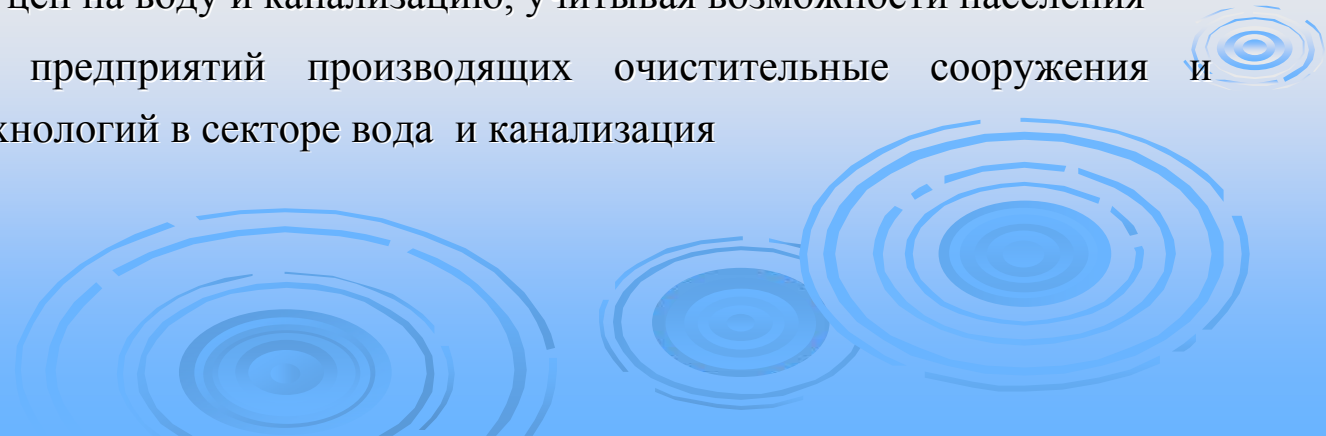 цен на воду и канализацию, учитывая возможности населения
предприятий производящих очистительные сооружения и
хнологий в секторе вода и канализация